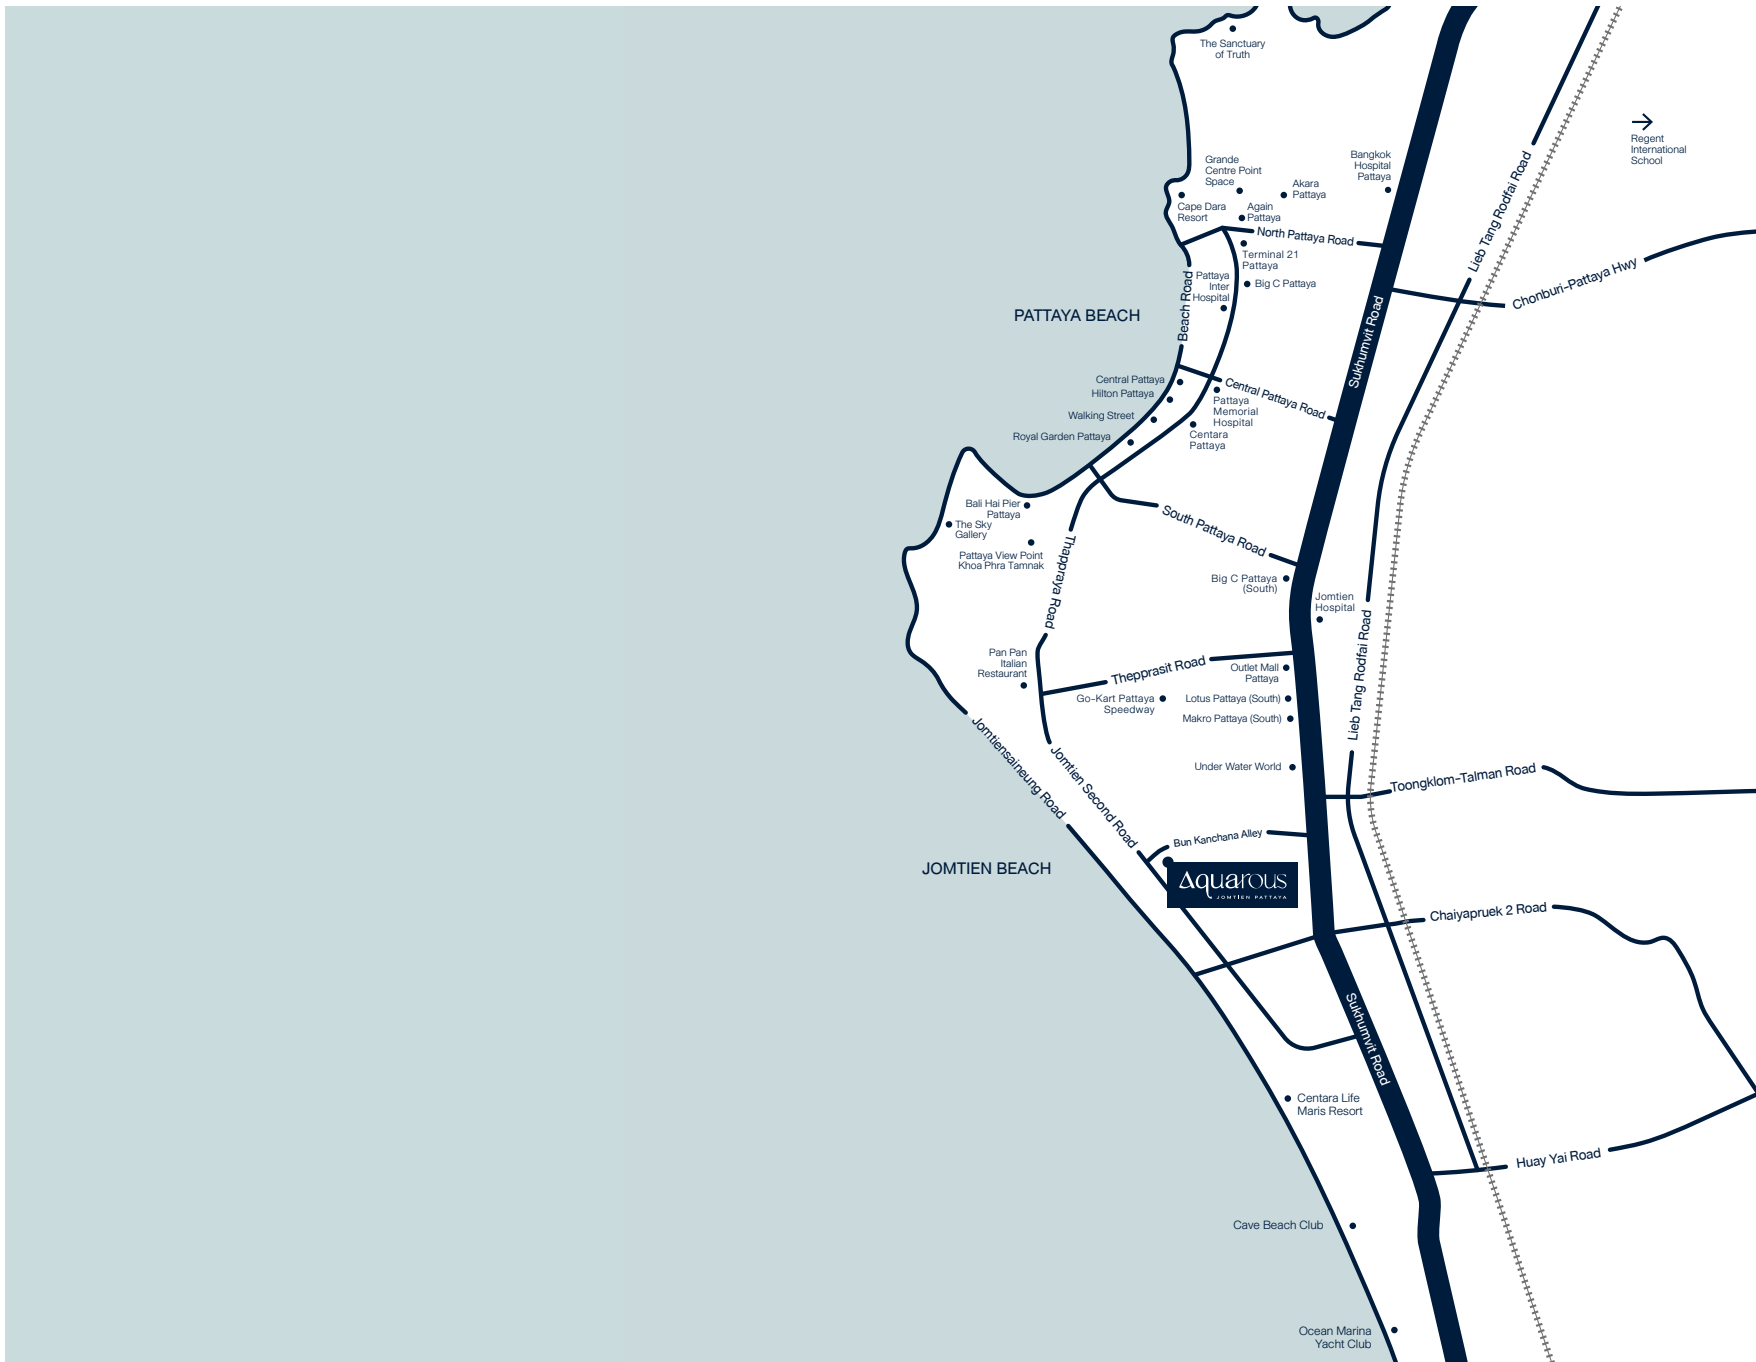 The Sanctuary
of Truth
Regent
International
School
Grande
Centre Point
Space
Bangkok
Hospital
Pattaya
Akara
Pattaya
Cape Dara
Resort
Again
Pattaya
Lieb Tang Rodfai Road
North Pattaya Road
Terminal 21
Pattaya
Chonburi-Pattaya Hwy
Pattaya
Inter
Hospital
Big C Pattaya
Beach Road
PATTAYA BEACH
Sukhumvit Road
Central Pattaya
Hilton Pattaya
Central Pattaya Road
Pattaya
Memorial
Hospital
Walking Street
Royal Garden Pattaya
Centara
Pattaya
Bali Hai Pier
Pattaya
The Sky
Gallery
South Pattaya Road
Pattaya View Point
Khoa Phra Tamnak
Thappraya Road
Big C Pattaya
(South)
Jomtien
Hospital
Lieb Tang Rodfai Road
Pan Pan
Italian
Restaurant
Thepprasit Road
Outlet Mall
Pattaya
Go-Kart Pattaya
Speedway
Lotus Pattaya (South)
Makro Pattaya (South)
Jomtiensaineung Road
Jomtien Second Road
Under Water World
Toongklom-Talman Road
Bun Kanchana Alley
JOMTIEN BEACH
Aquarous
JOMTIEN PATTAYA
Chaiyapruek 2 Road
Sukhumvit Road
Centara Life
Maris Resort
Huay Yai Road
Cave Beach Club
Ocean Marina
Yacht Club